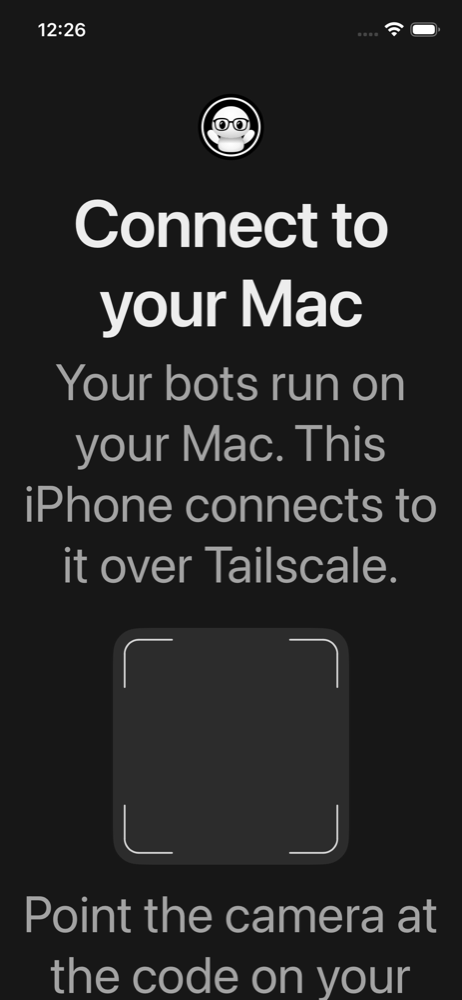 12:26
Connect to
your Mac
Your bots run on
your Mac. This
iPhone connects to
it over Tailscale.
Point the camera at
the code on your